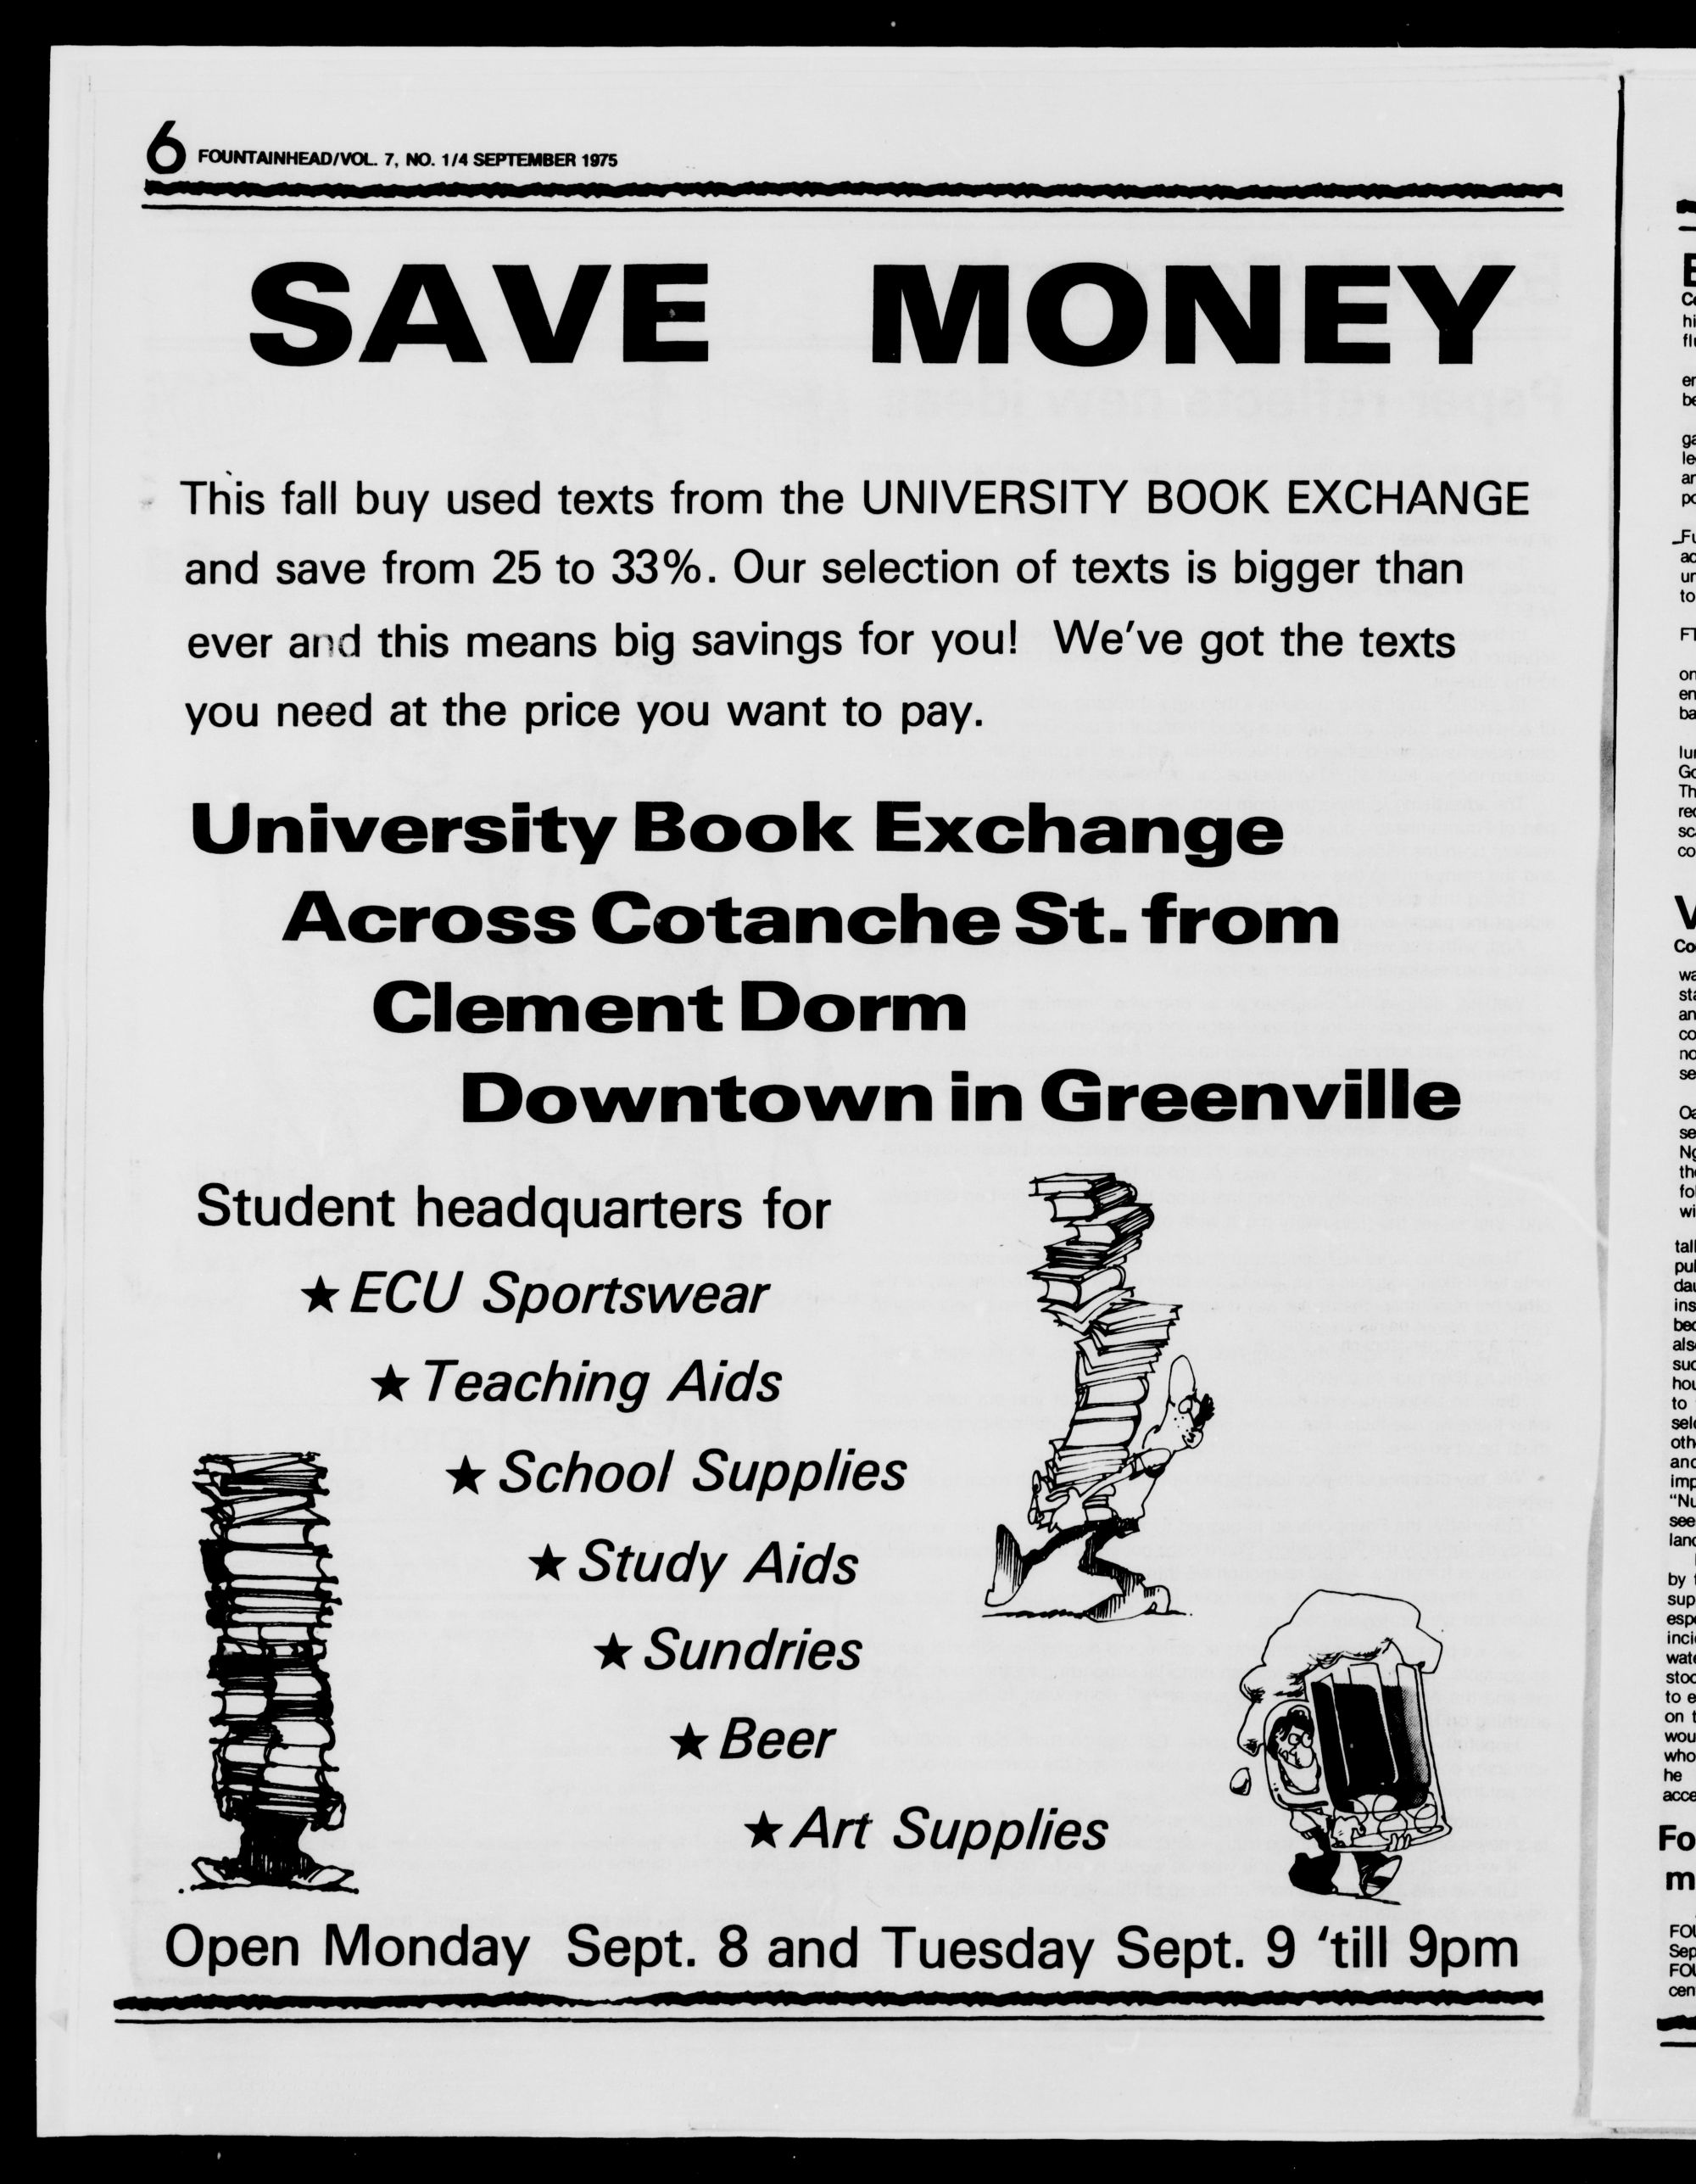 6 FOUNTAINHEAD/VOL. 7, NO. 1/4 SEPTEMBER 1975
SAVE MONEY
This fall buy used texts from the UNIVERSITY BOOK EXCHANGE
and save from 25 to 33%. Our selection of texts is bigger than
ever and this means big savings for you! We've got the texts
you need at the price you want to pay.
University Book Exchange
Across Cotanche St. from
Clement Dorm
Downtown in Greenville
Student headquarters for
★ ECU Sportswear
★ Teaching Aids
★ School Supplies
★ Study Aids
★ Sundries
★ Beer
★ Art Supplies
Open Monday Sept. 8 and Tuesday Sept. 9 'till 9pm